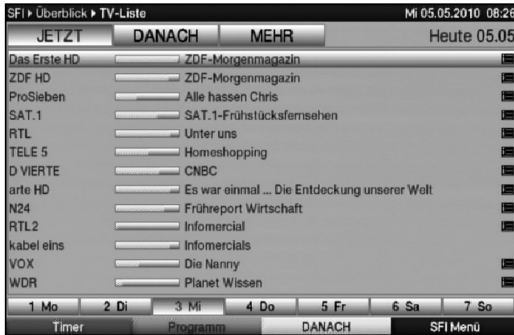 SFI ▸ Überblick ▸ TV-Liste Mi 05.05.2010 08:26
JETZT DANACH MEHR Heute 05.05
Das Erste HD ZDF-Morgenmagazin
ZDF HD ZDF-Morgenmagazin
ProSieben Alle hassen Chris
SAT.1 SAT.1-Frühstücksfernsehen
RTL Unter uns
TELE 5 Homeshopping
D VIERTE CNBC
arte HD Es war einmal ... Die Entdeckung unserer Welt
N24 Frühreport Wirtschaft
RTL2 Infomercial
kabel eins Infomercials
VOX Die Nanny
WDR Planet Wissen
1 Mo 2 Di 3 Mi 4 Do 5 Fr 6 Sa 7 So
Timer Programm DANACH SFI Menü